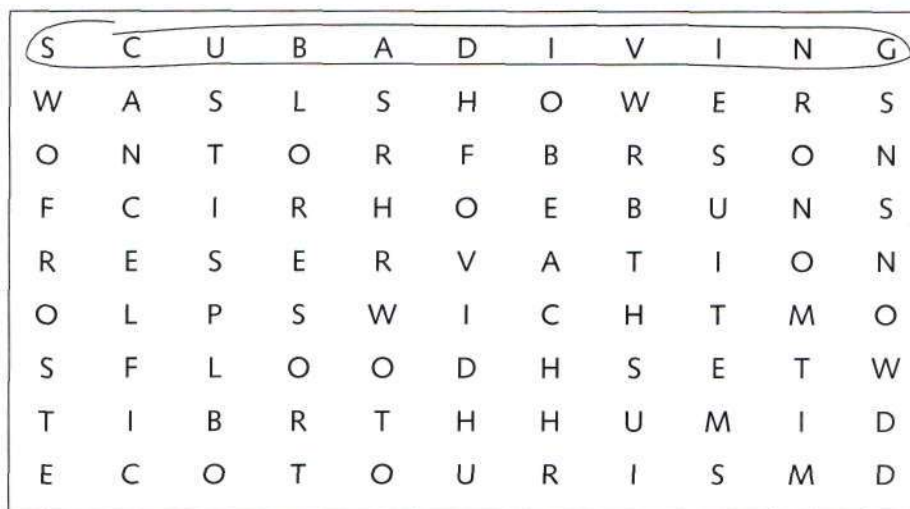 S C U B A D I V I N G
W A S L S H O W E R S
O N T O R F B R S O N
F C I R H O E B U N S
R E S E R V A T I O N
O L P S W I C H T M O
S F L O O D H S E T W
T I B R T H H U M I D
E C O T O U R I S M D